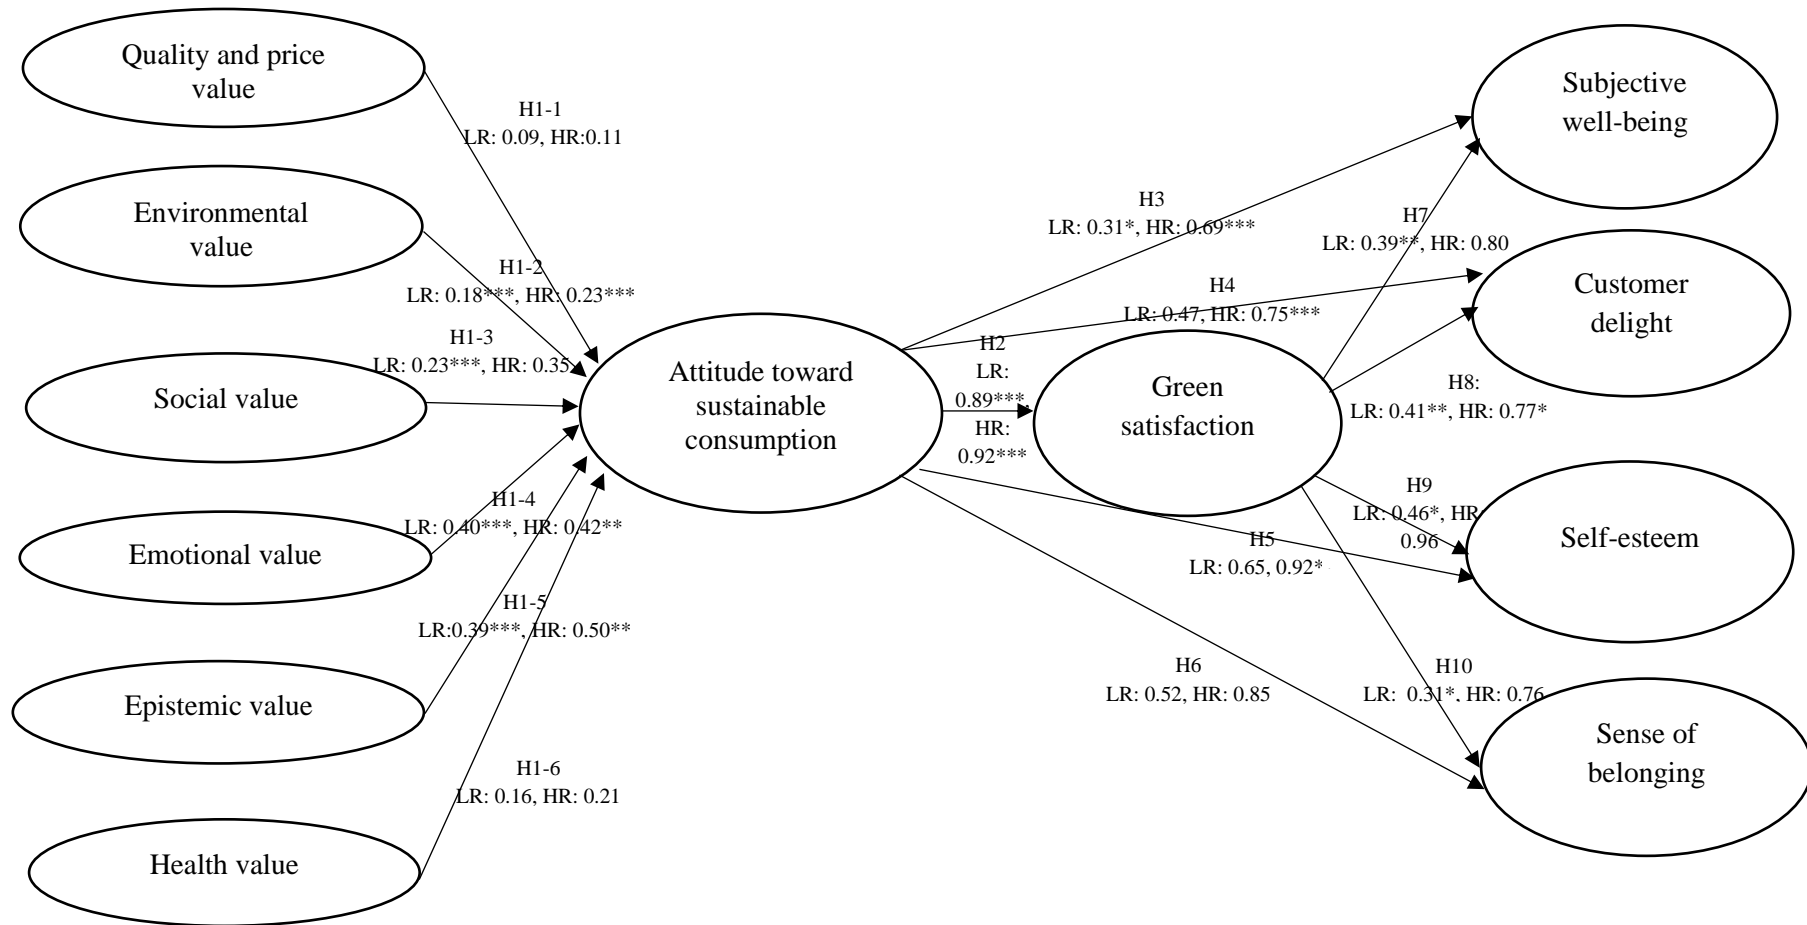 Quality and price
value
H1-1
LR: 0.09, HR:0.11
Environmental
value
H1-2
LR: 0.18***, HR: 0.23***
H1-3
LR: 0.23***, HR: 0.35
Social value
H1-4
LR: 0.40***, HR: 0.42**
Emotional value
H1-5
LR:0.39***, HR: 0.50**
Epistemic value
H1-6
LR: 0.16, HR: 0.21
Health value
Attitude toward
sustainable
consumption
H2
LR:
0.89***,
HR:
0.92***
Green
satisfaction
H3
LR: 0.31*, HR: 0.69***
H4
LR: 0.47, HR: 0.75***
H5
LR: 0.65, 0.92*
H6
LR: 0.52, HR: 0.85
H7
LR: 0.39**, HR: 0.80
H8:
LR: 0.41**, HR: 0.77*
H9
LR: 0.46*, HR
0.96
H10
LR:  0.31*, HR: 0.76
Subjective
well-being
Customer
delight
Self-esteem
Sense of
belonging